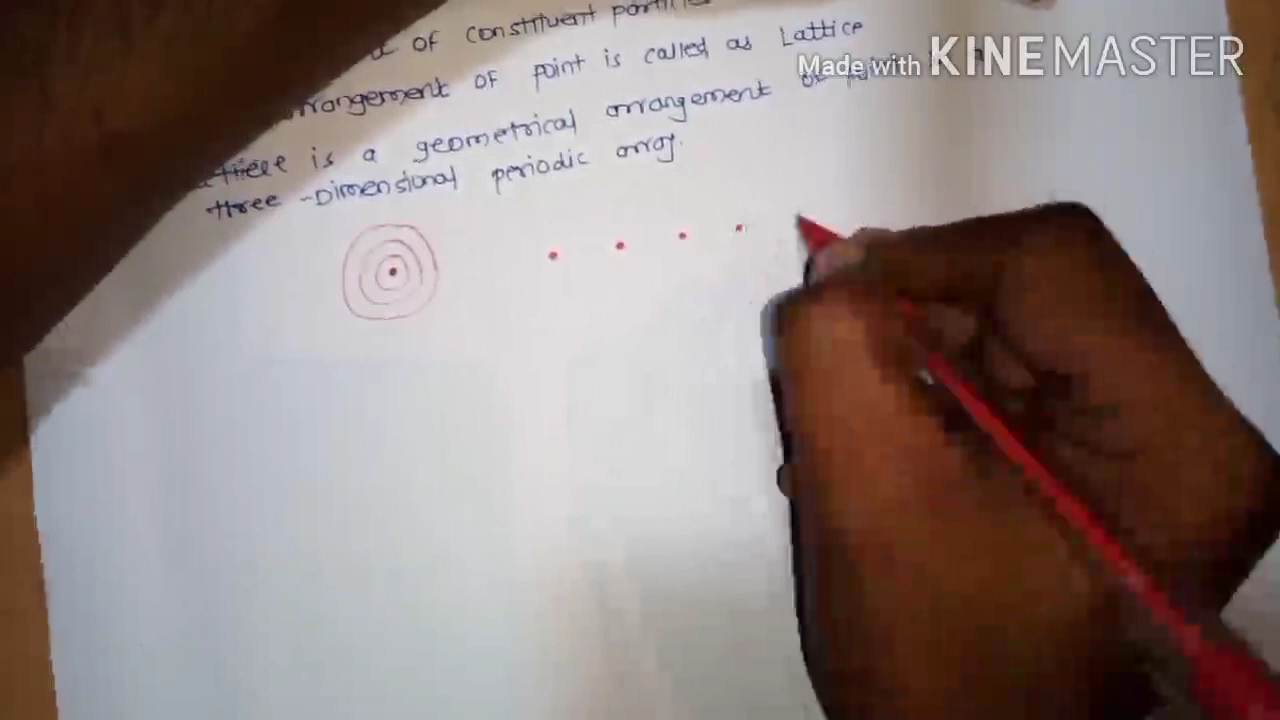 OF constituent
arrangement OF point is called as Lattice
is a geometrical arrangement
three-Dimensional periodic array.
Made with KINEMASTER